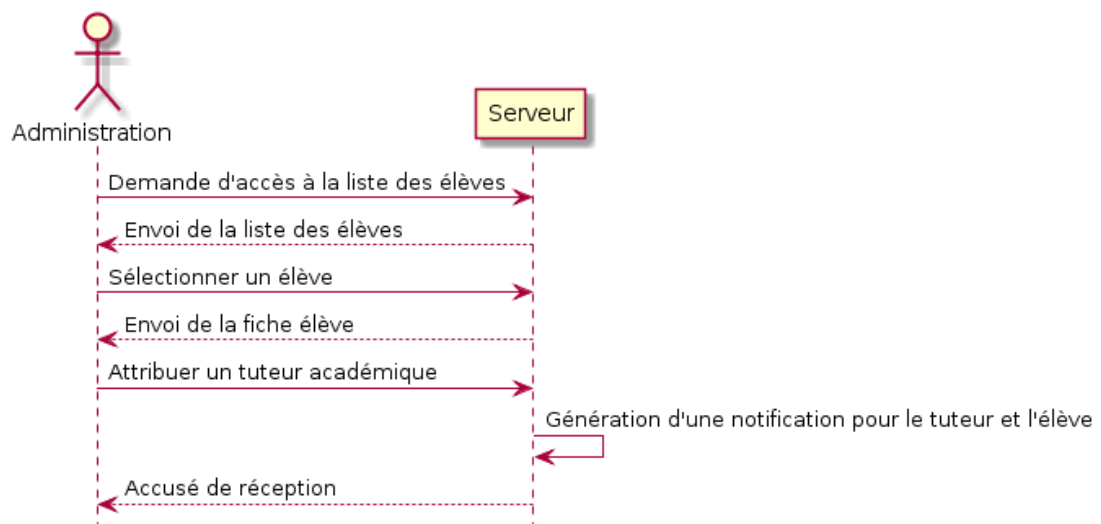 Administration
Serveur
Demande d'accès à la liste des élèves
Envoi de la liste des élèves
Sélectionner un élève
Envoi de la fiche élève
Attribuer un tuteur académique
Génération d'une notification pour le tuteur et l'élève
Accusé de réception